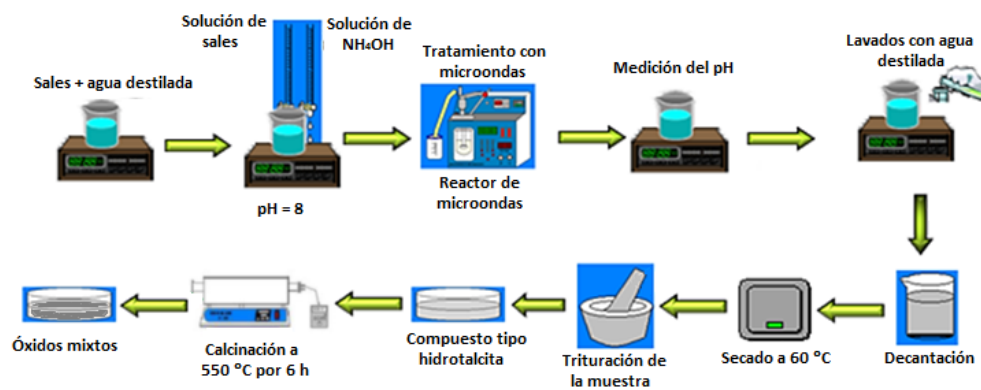 Solución de
sales
Solución de
NH₄OH
Sales + agua destilada
pH = 8
Tratamiento con
microondas
Reactor de
microondas
Medición del pH
Lavados con agua
destilada
Decantación
Secado a 60 °C
Trituración de
la muestra
Compuesto tipo
hidrotalcita
Calcinación a
550 °C por 6 h
Óxidos mixtos